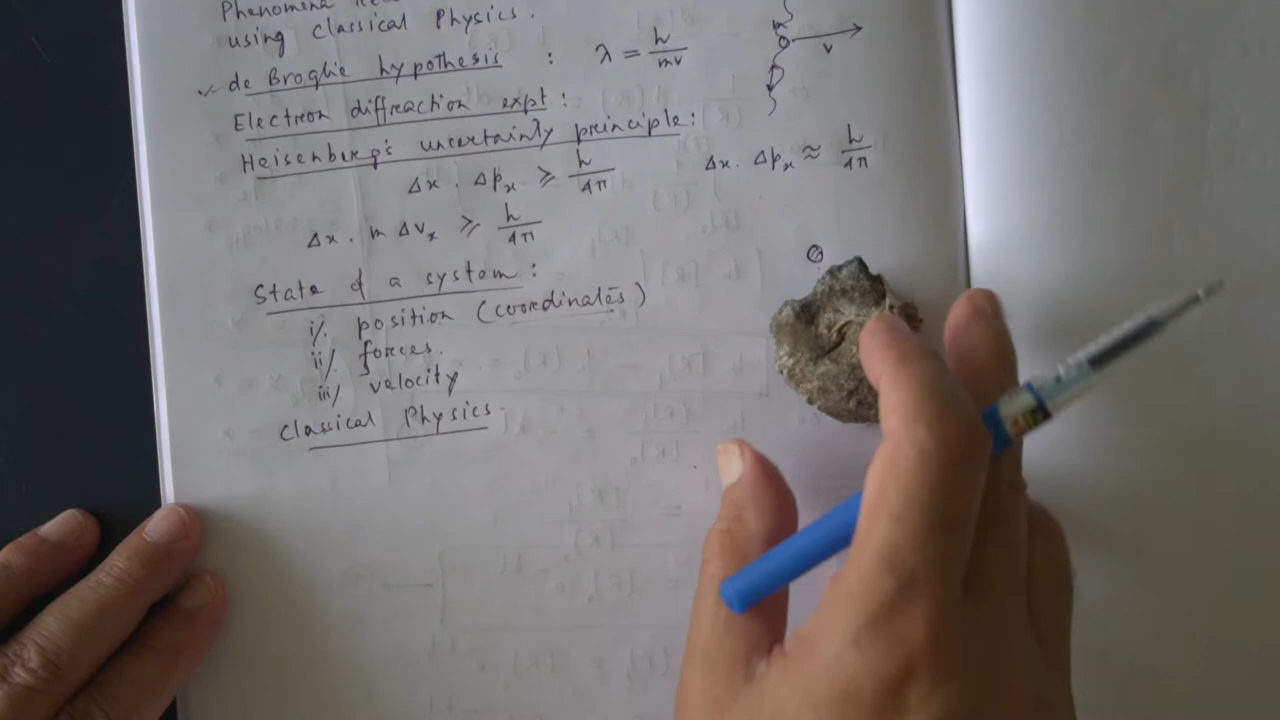 Phenomena
using Classical Physics.
de Broglie hypothesis : λ = h/mv
v
Electron diffraction expt :
Heisenberg's uncertainty principle :
Δx . Δpₓ ⩾ h/4π
Δx . Δpₓ ≈ h/4π
Δx . m Δvₓ ⩾ h/4π
State of a system :
i/. position (coordinates)
ii/. forces.
iii/. velocity
Classical Physics.